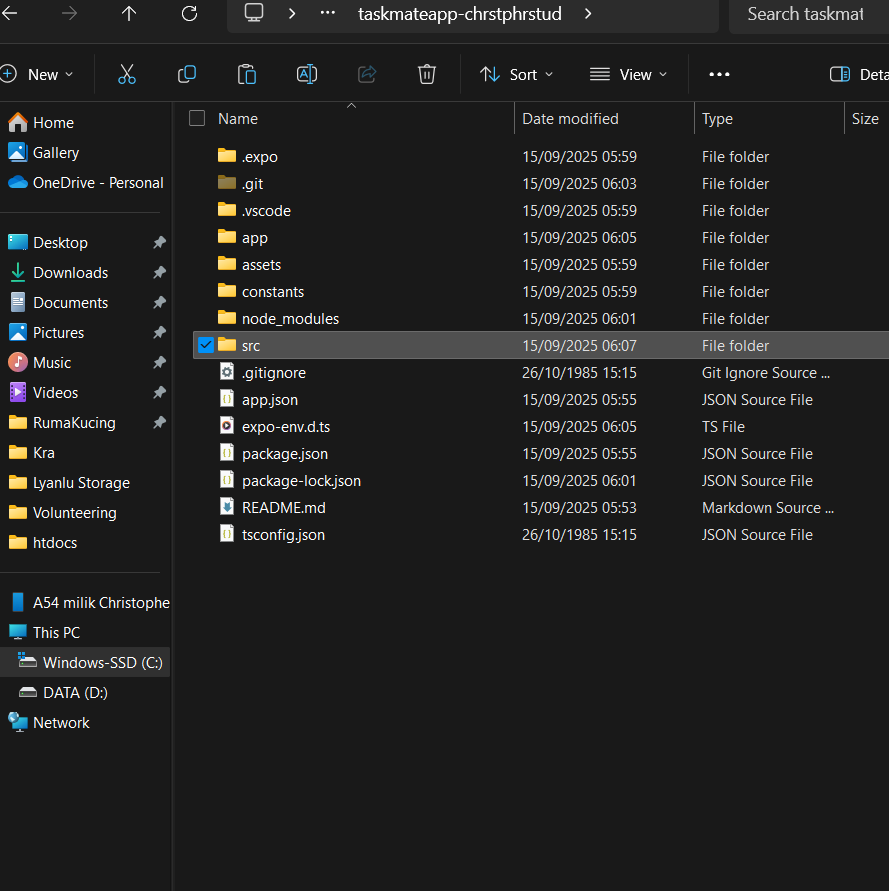 taskmateapp-chrstphrstud
Search taskmat
New
Sort
View
Deta
Name Date modified Type Size
.expo 15/09/2025 05:59 File folder
.git 15/09/2025 06:03 File folder
.vscode 15/09/2025 05:59 File folder
app 15/09/2025 06:05 File folder
assets 15/09/2025 05:59 File folder
constants 15/09/2025 05:59 File folder
node_modules 15/09/2025 06:01 File folder
src 15/09/2025 06:07 File folder
.gitignore 26/10/1985 15:15 Git Ignore Source ...
app.json 15/09/2025 05:55 JSON Source File
expo-env.d.ts 15/09/2025 06:05 TS File
package.json 15/09/2025 05:55 JSON Source File
package-lock.json 15/09/2025 06:01 JSON Source File
README.md 15/09/2025 05:53 Markdown Source ...
tsconfig.json 26/10/1985 15:15 JSON Source File
Home
Gallery
OneDrive - Personal
Desktop
Downloads
Documents
Pictures
Music
Videos
RumaKucing
Kra
Lyanlu Storage
Volunteering
htdocs
A54 milik Christophe
This PC
Windows-SSD (C:)
DATA (D:)
Network